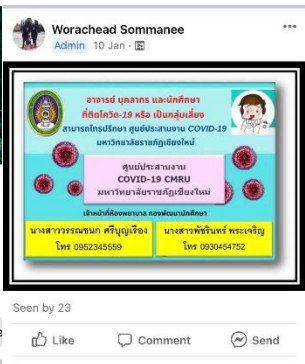 Worachead Sommanee
Admin 10 Jan
อาจารย์ บุคลากร และนักศึกษา
ที่ติดโควิด-19 หรือ เป็นกลุ่มเสี่ยง
สามารถโทรปรึกษา ศูนย์ประสานงาน COVID-19
มหาวิทยาลัยราชภัฏเชียงใหม่
ศูนย์ประสานงาน
COVID-19 CMRU
มหาวิทยาลัยราชภัฏเชียงใหม่
เจ้าหน้าที่ห้องพยาบาล กองพัฒนานักศึกษา
นางสาววรรณชนก ศรีบุญเรือง
โทร 0952345559
นางสาวพัชรินทร์ พระเจริญ
โทร 0930454752
Seen by 23
Like Comment Send